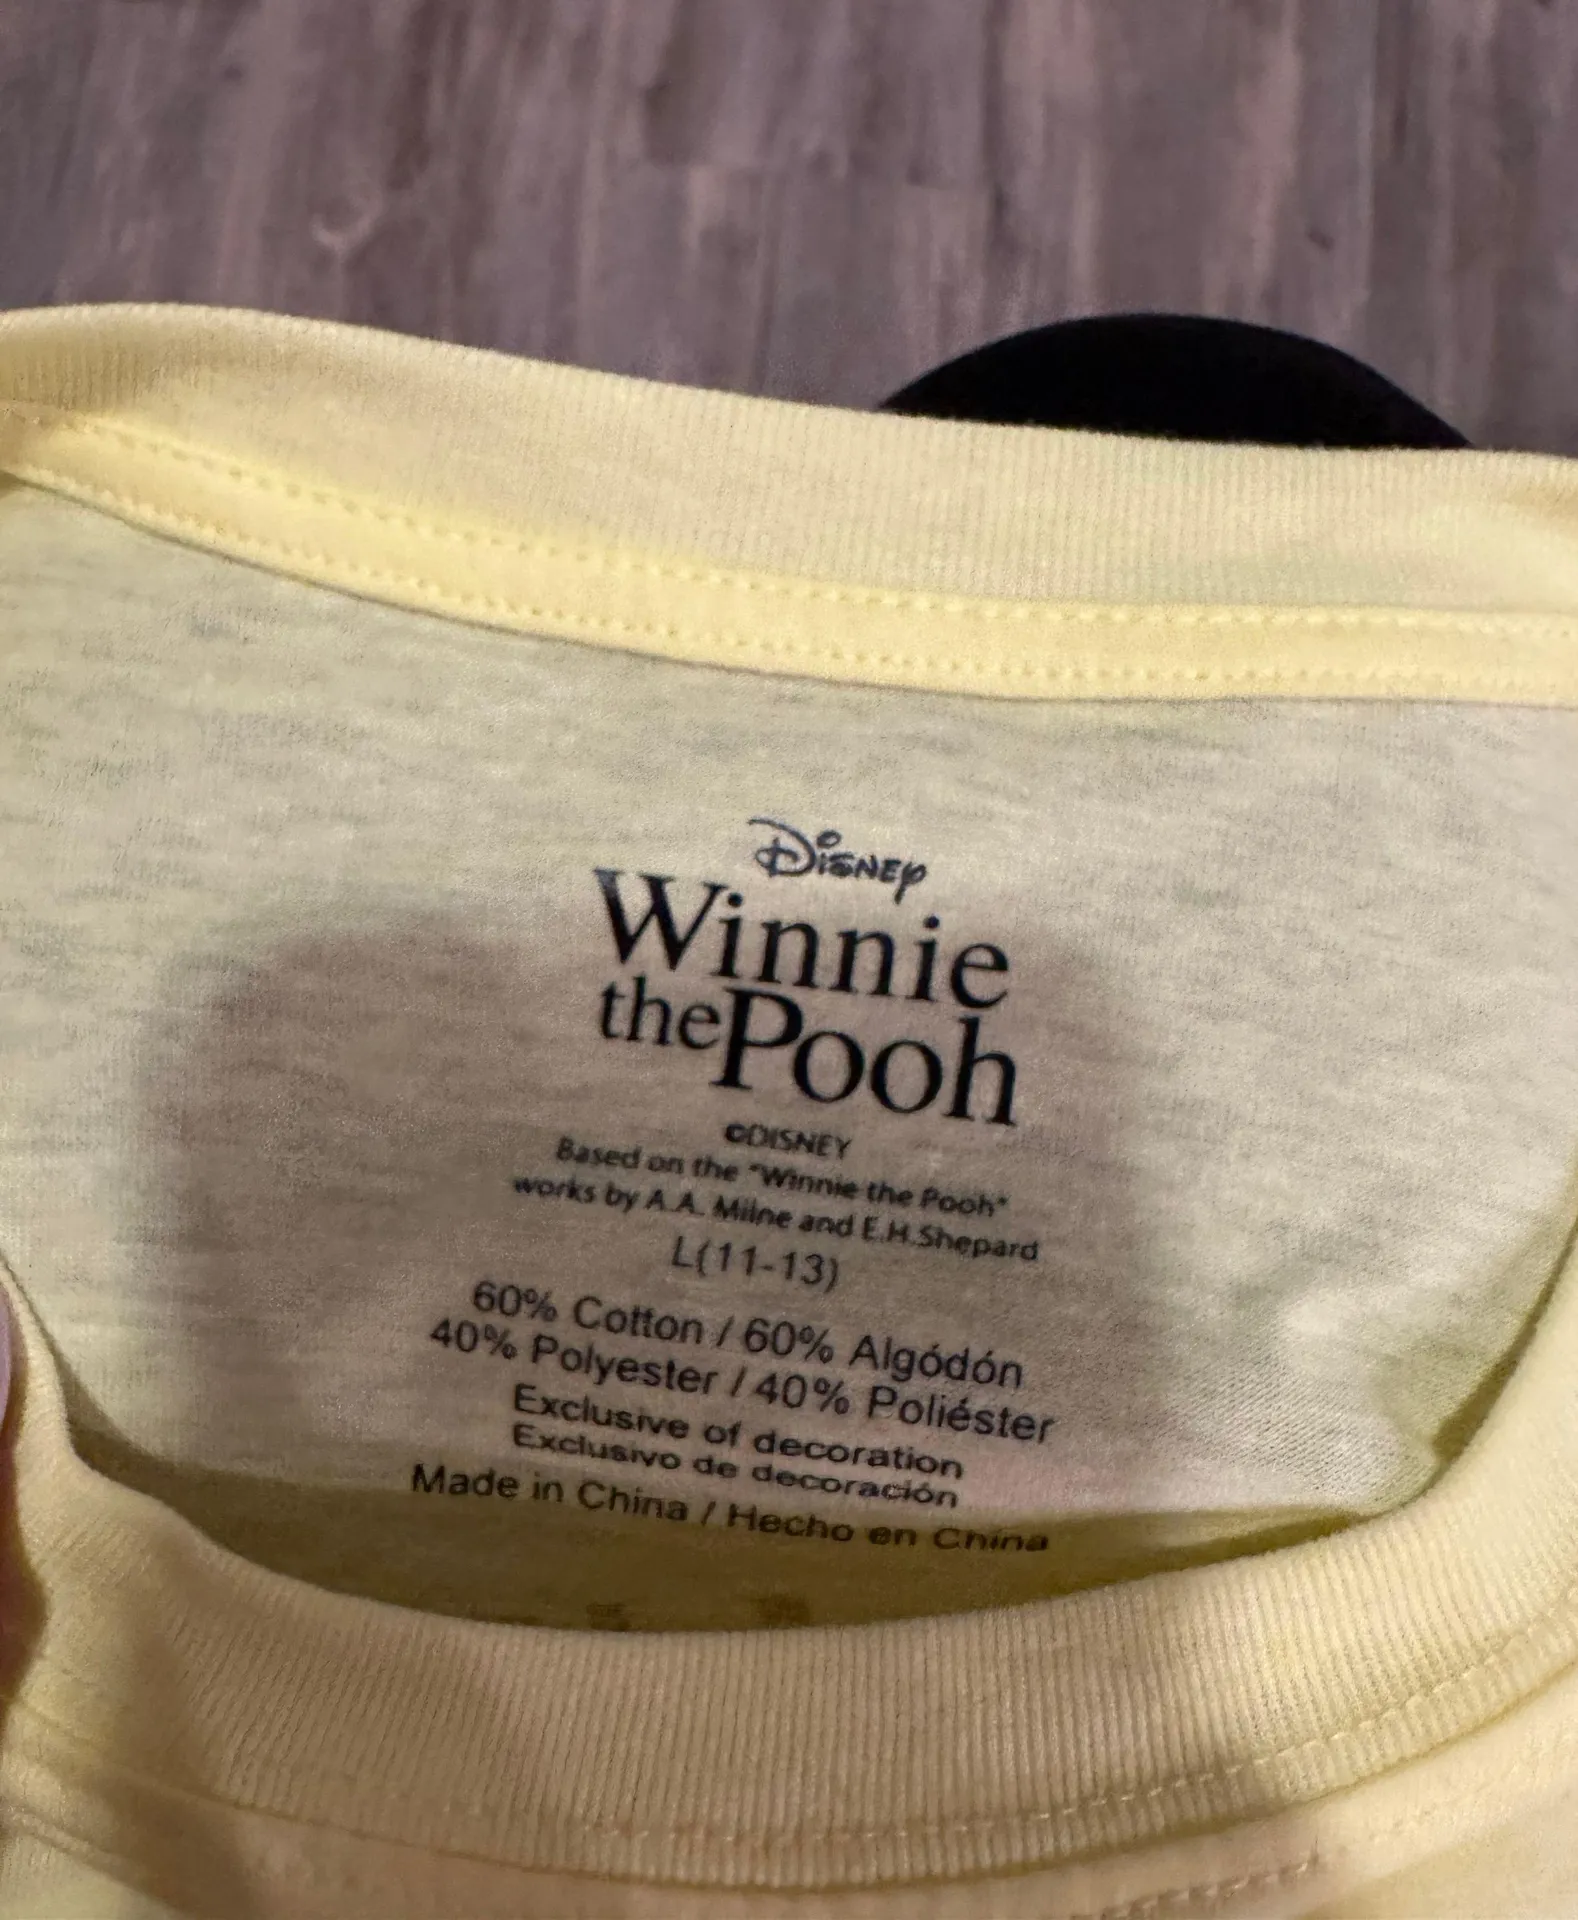 Disney
Winnie
the Pooh
©DISNEY
Based on the "Winnie the Pooh"
works by A.A. Milne and E.H.Shepard
L(11-13)
60% Cotton / 60% Algódón
40% Polyester / 40% Poliéster
Exclusive of decoration
Exclusivo de decoración
Made in China / Hecho en China